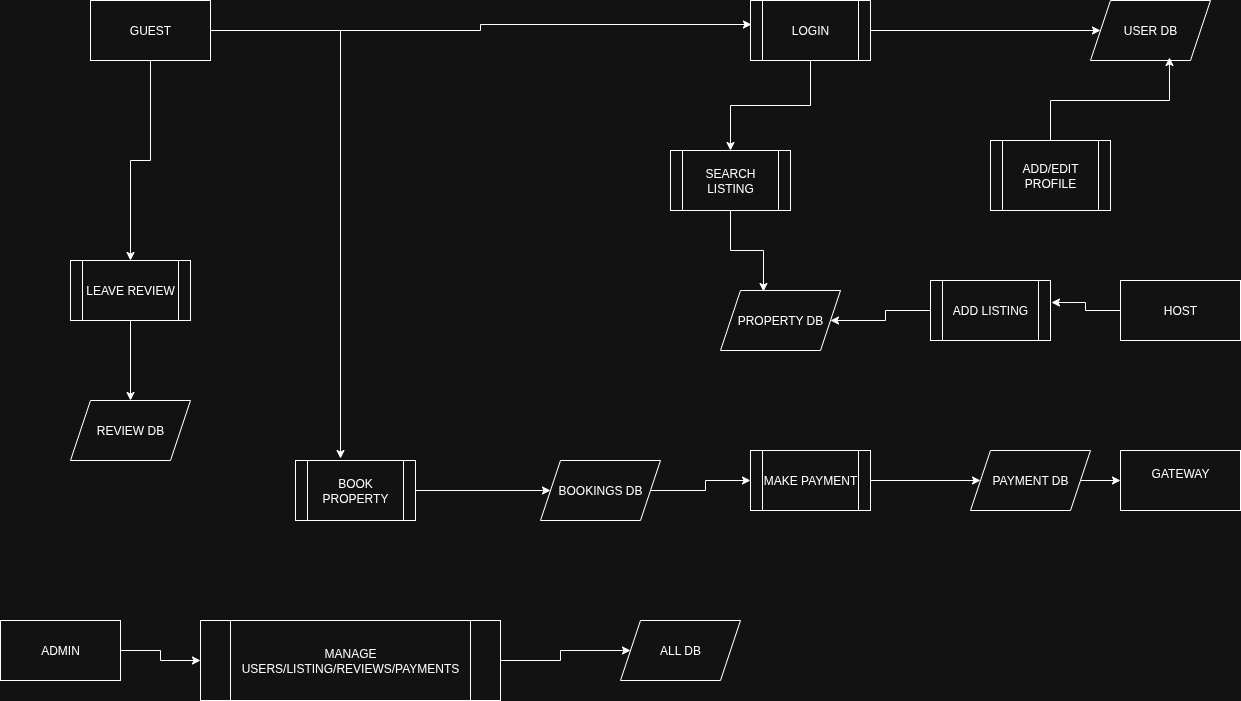 GUEST
LOGIN
USER DB
SEARCH
LISTING
ADD/EDIT
PROFILE
LEAVE REVIEW
PROPERTY DB
ADD LISTING
HOST
REVIEW DB
BOOK
PROPERTY
BOOKINGS DB
MAKE PAYMENT
PAYMENT DB
GATEWAY
ADMIN
MANAGE
USERS/LISTING/REVIEWS/PAYMENTS
ALL DB